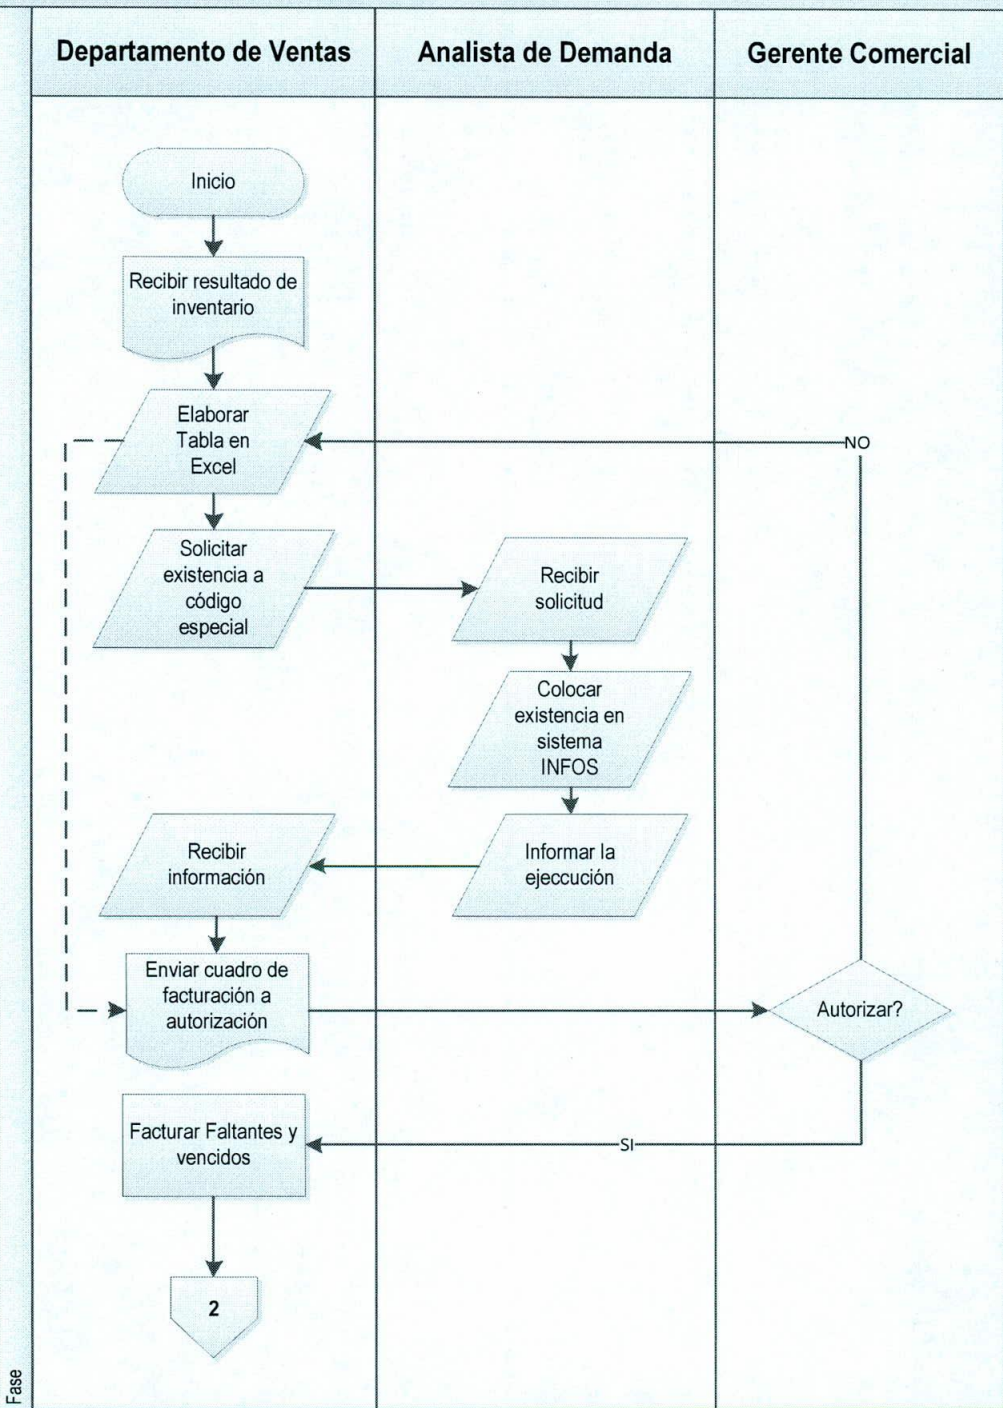 Departamento de Ventas
Analista de Demanda
Gerente Comercial
Inicio
Recibir resultado de
inventario
Elaborar
Tabla en
Excel
NO
Solicitar
existencia a
código
especial
Recibir
solicitud
Colocar
existencia en
sistema
INFOS
Recibir
información
Informar la
ejeccución
Enviar cuadro de
facturación a
autorización
Autorizar?
Facturar Faltantes y
vencidos
SI
2
Fase